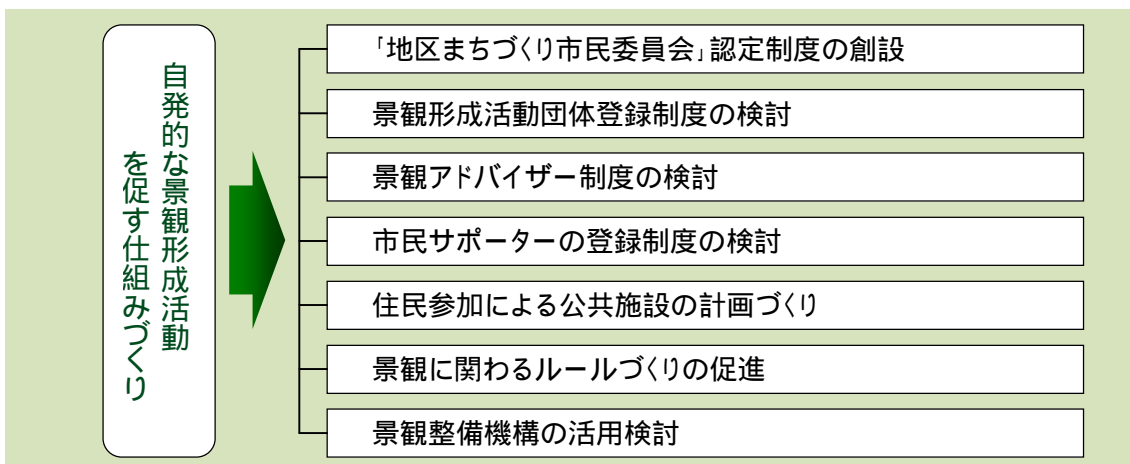 自発的な景観形成活動
を促す仕組みづくり
「地区まちづくり市民委員会」認定制度の創設
景観形成活動団体登録制度の検討
景観アドバイザー制度の検討
市民サポーターの登録制度の検討
住民参加による公共施設の計画づくり
景観に関わるルールづくりの促進
景観整備機構の活用検討